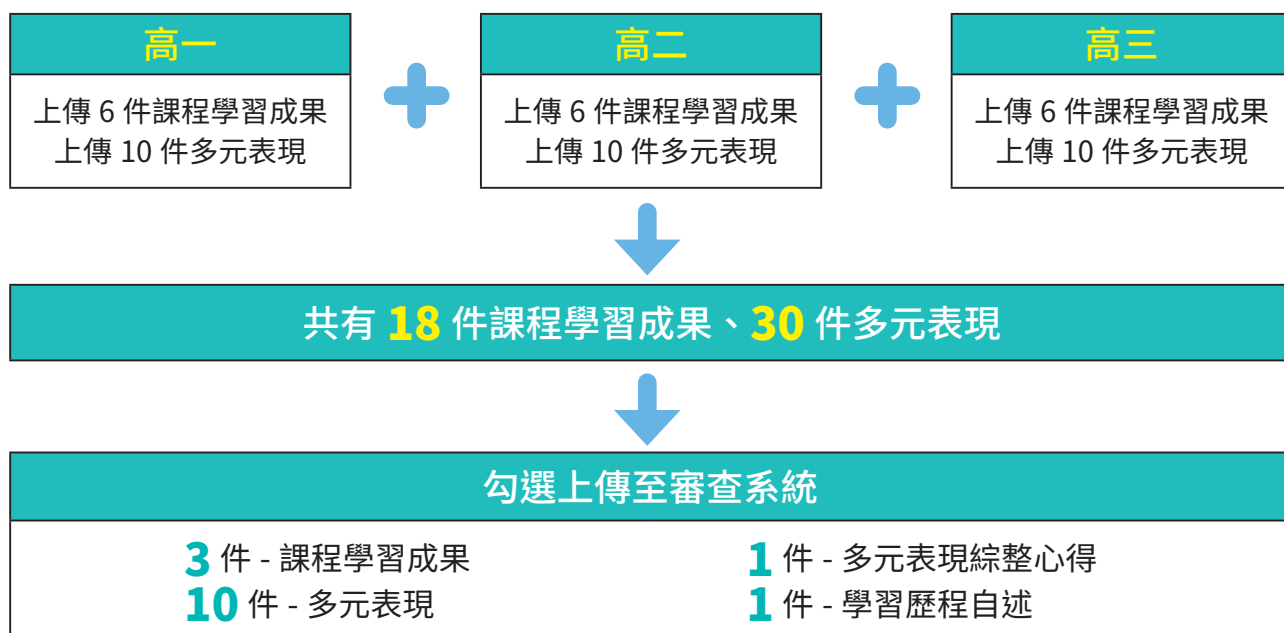 高一
上傳 6 件課程學習成果
上傳 10 件多元表現
高二
上傳 6 件課程學習成果
上傳 10 件多元表現
高三
上傳 6 件課程學習成果
上傳 10 件多元表現
共有 18 件課程學習成果、30 件多元表現
勾選上傳至審查系統
3 件 - 課程學習成果
10 件 - 多元表現
1 件 - 多元表現綜整心得
1 件 - 學習歷程自述